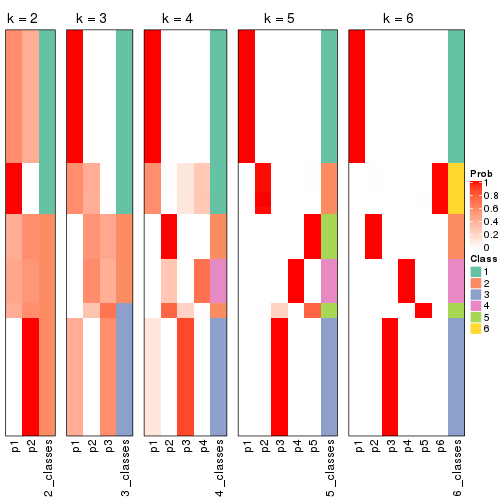 k = 2
k = 3
k = 4
k = 5
k = 6
Prob
1
0.8
0.6
0.4
0.2
0
Class
1
2
3
4
5
6
p1
p2
2_classes
p1
p2
p3
3_classes
p1
p2
p3
p4
4_classes
p1
p2
p3
p4
p5
5_classes
p1
p2
p3
p4
p5
p6
6_classes